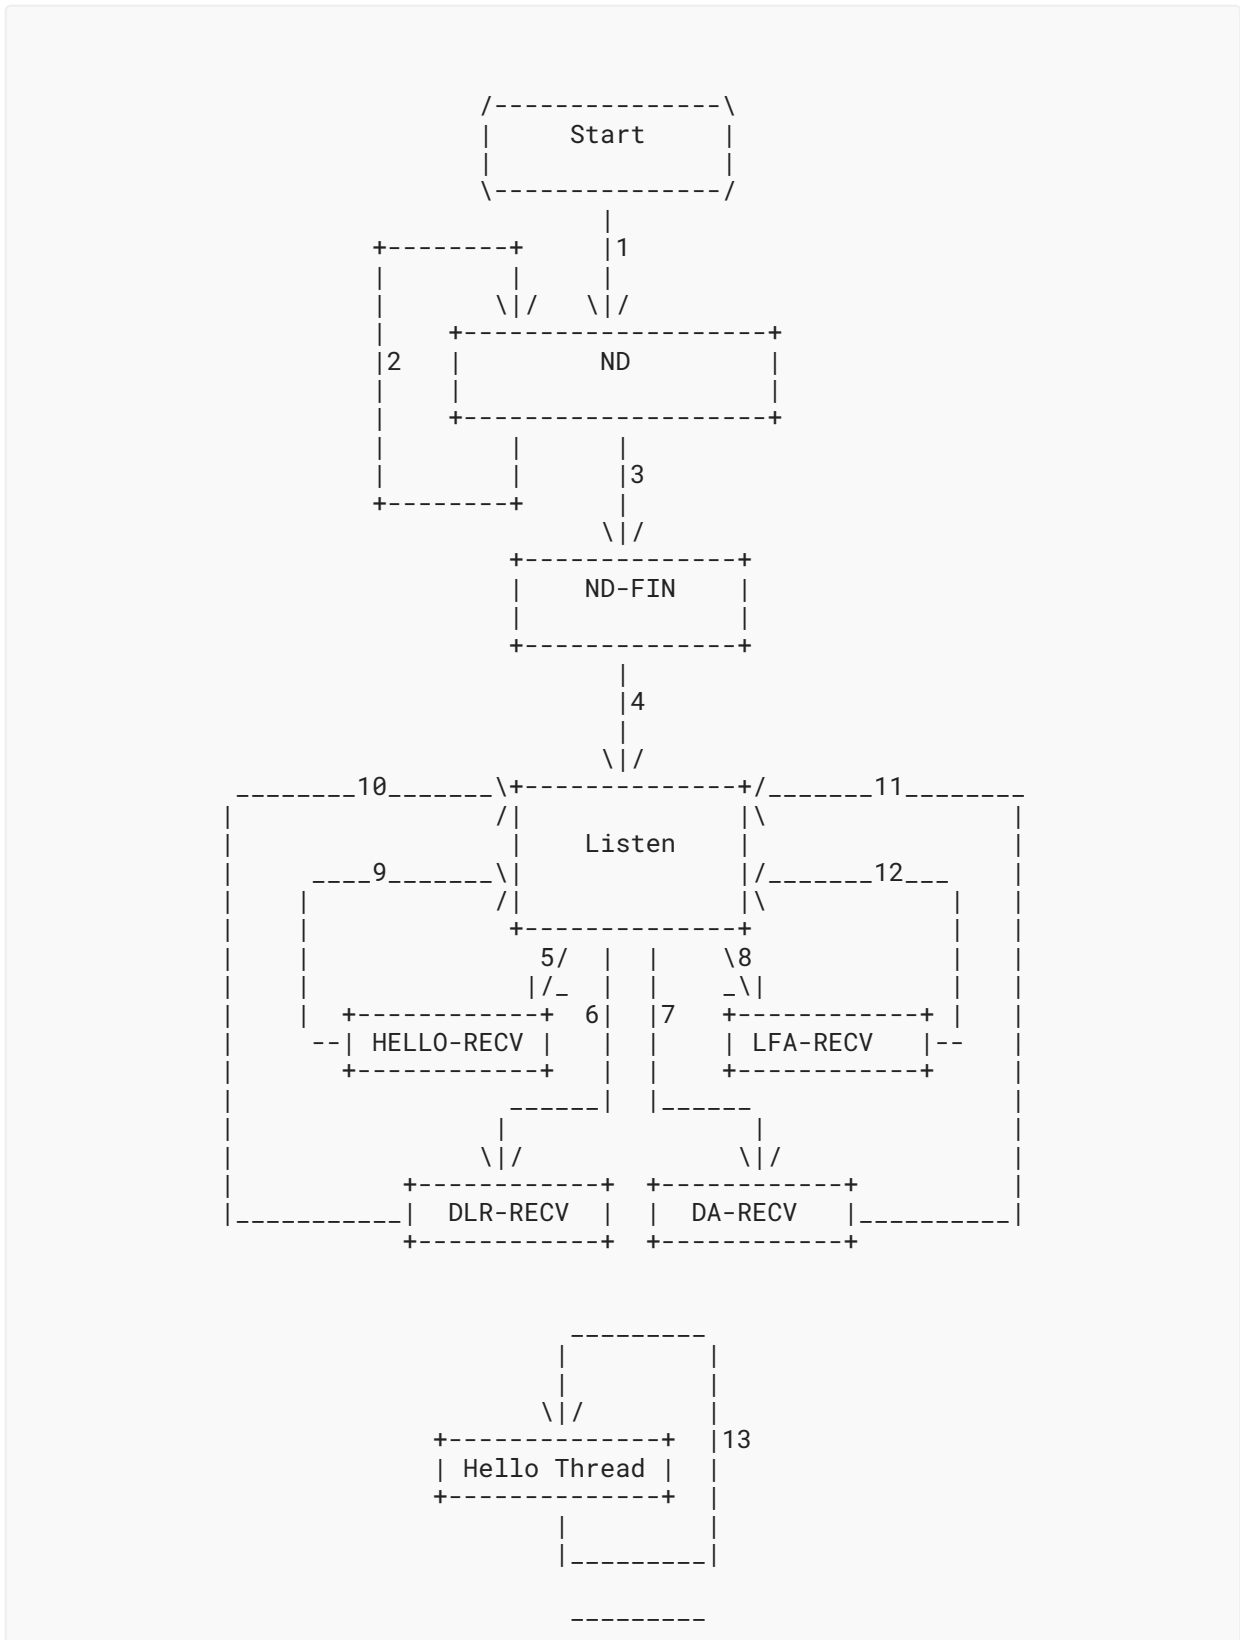 Start
1
2
ND
3
ND-FIN
4
10
11
Listen
9
12
5
8
6
7
HELLO-RECV
LFA-RECV
DLR-RECV
DA-RECV
13
Hello Thread